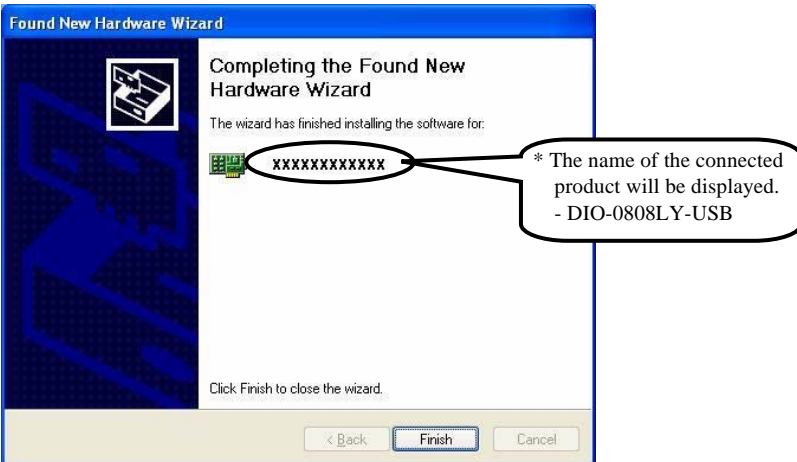 Found New Hardware Wizard
Completing the Found New
Hardware Wizard
The wizard has finished installing the software for:
xxxxxxxxxxxx
* The name of the connected
product will be displayed.
- DIO-0808LY-USB
Click Finish to close the wizard.
< Back
Finish
Cancel